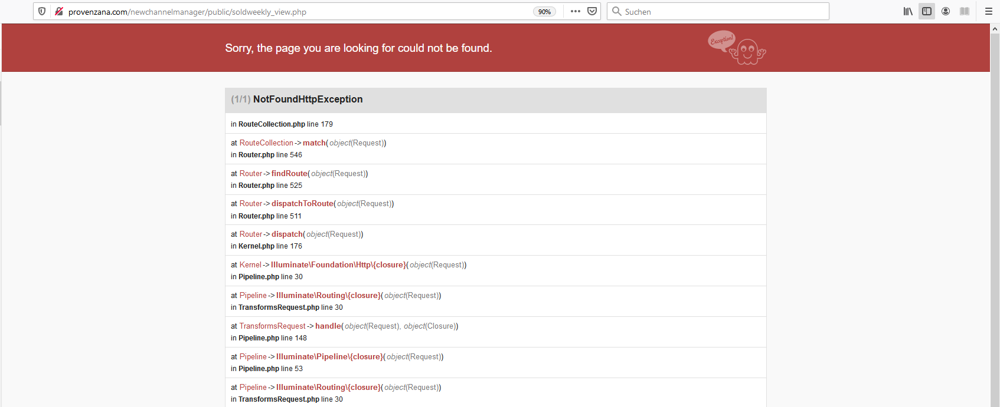 provenzana.com/newchannelmanager/public/soldweekly_view.php 90% Suchen
Sorry, the page you are looking for could not be found.
Exception!
(1/1) NotFoundHttpException
in RouteCollection.php line 179
at RouteCollection->match(object(Request))
in Router.php line 546
at Router->findRoute(object(Request))
in Router.php line 525
at Router->dispatchToRoute(object(Request))
in Router.php line 511
at Router->dispatch(object(Request))
in Kernel.php line 176
at Kernel->Illuminate\Foundation\Http\{closure}(object(Request))
in Pipeline.php line 30
at Pipeline->Illuminate\Routing\{closure}(object(Request))
in TransformsRequest.php line 30
at TransformsRequest->handle(object(Request), object(Closure))
in Pipeline.php line 148
at Pipeline->Illuminate\Pipeline\{closure}(object(Request))
in Pipeline.php line 53
at Pipeline->Illuminate\Routing\{closure}(object(Request))
in TransformsRequest.php line 30